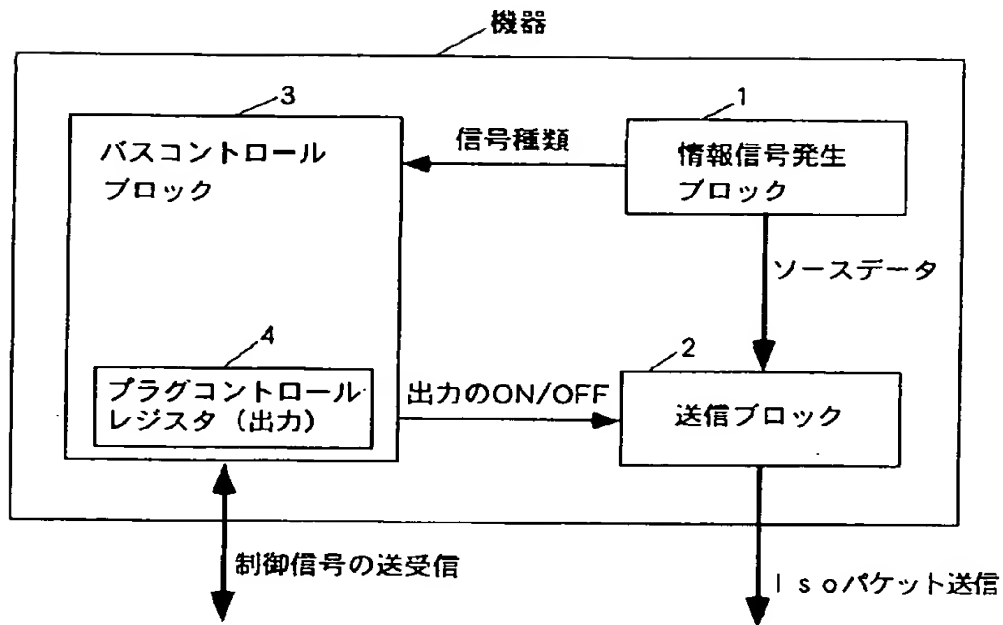 機器
3
バスコントロール
ブロック
信号種類
1
情報信号発生
ブロック
ソースデータ
4
プラグコントロール
レジスタ（出力）
出力のON/OFF
2
送信ブロック
制御信号の送受信
Ｉｓｏパケット送信